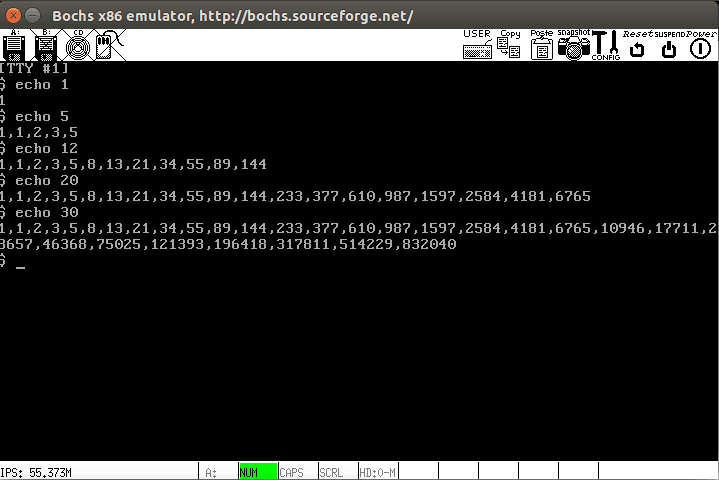 Bochs x86 emulator, http://bochs.sourceforge.net/
A: B: CD USER Copy Paste snapshot CONFIG Reset SUSPEND Power
[TTY #1]
$ echo 1
1
$ echo 5
1,1,2,3,5
$ echo 12
1,1,2,3,5,8,13,21,34,55,89,144
$ echo 20
1,1,2,3,5,8,13,21,34,55,89,144,233,377,610,987,1597,2584,4181,6765
$ echo 30
1,1,2,3,5,8,13,21,34,55,89,144,233,377,610,987,1597,2584,4181,6765,10946,17711,2
8657,46368,75025,121393,196418,317811,514229,832040
$ _
IPS: 55.373M A: NUM CAPS SCRL HD:0-M